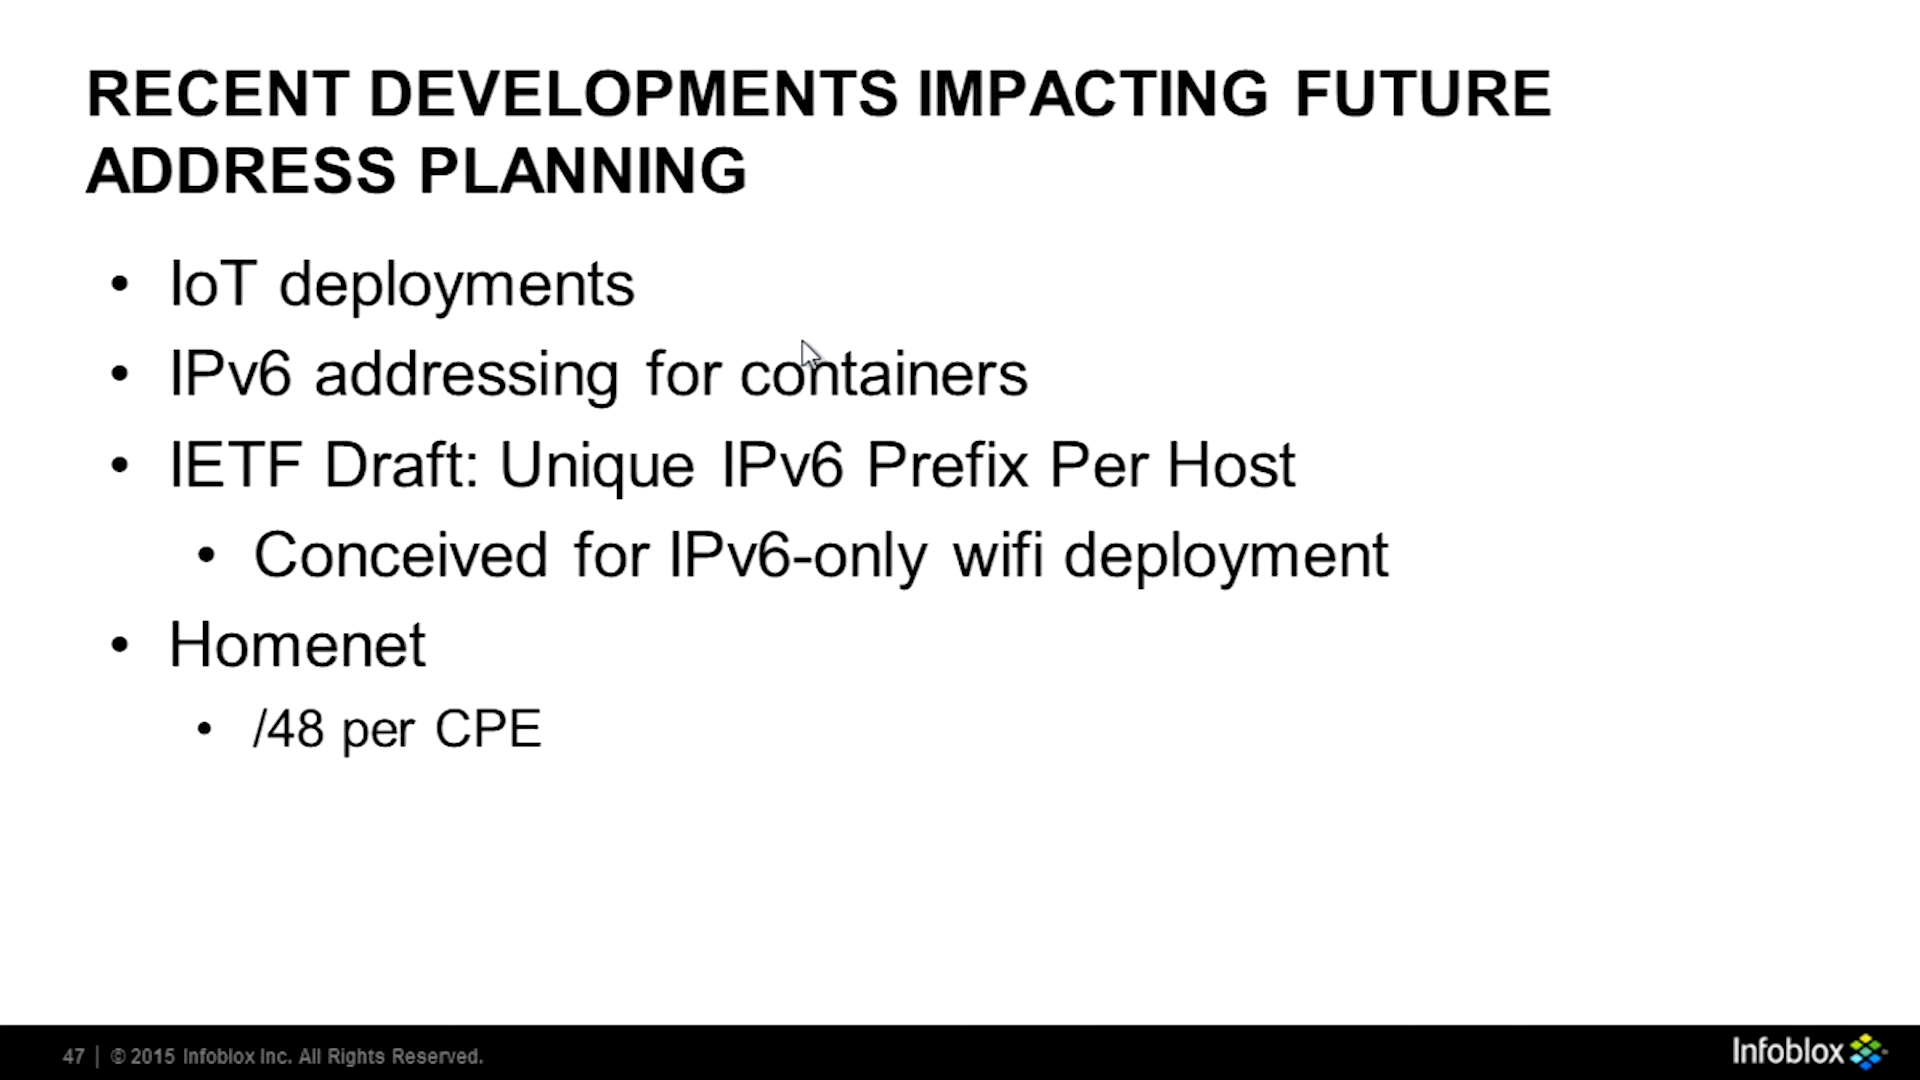 RECENT DEVELOPMENTS IMPACTING FUTURE
ADDRESS PLANNING
• IoT deployments
• IPv6 addressing for containers
• IETF Draft: Unique IPv6 Prefix Per Host
• Conceived for IPv6-only wifi deployment
• Homenet
• /48 per CPE
47 | © 2015 Infoblox Inc. All Rights Reserved.
Infoblox